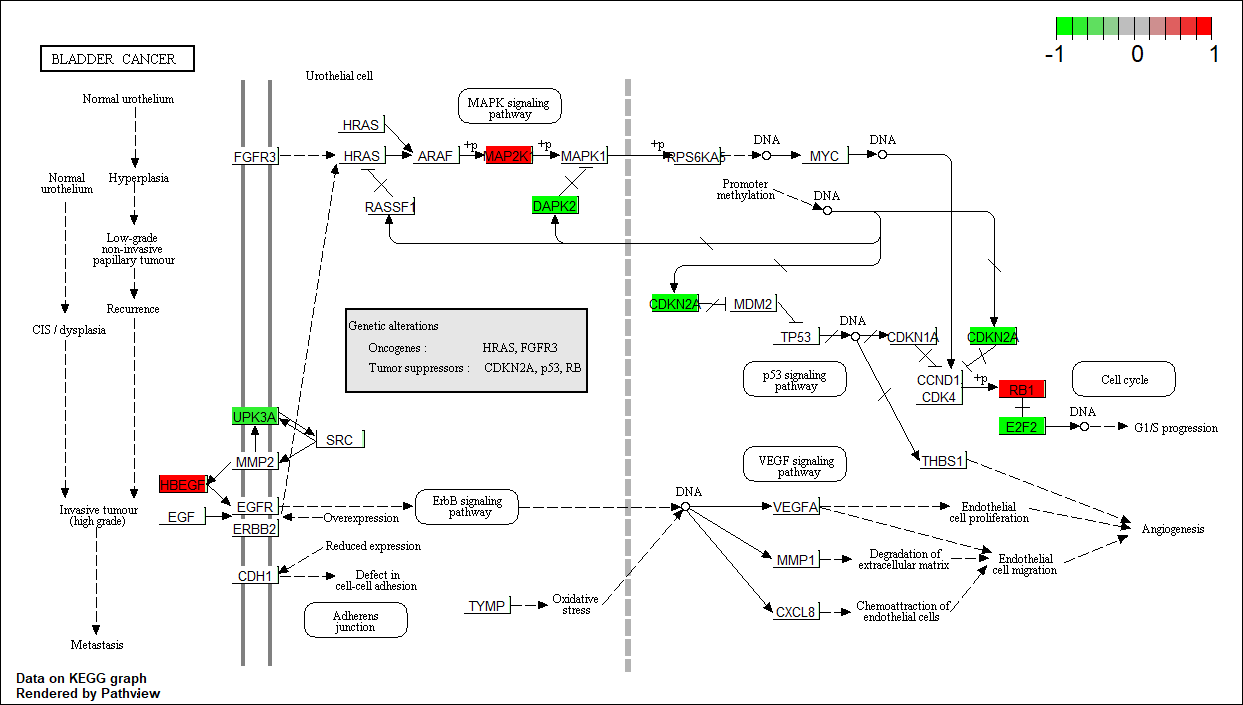 -1 0 1
BLADDER CANCER
Urothelial cell
Normal urothelium
MAPK signaling
pathway
HRAS
+p
+p
+p
DNA
DNA
FGFR3
HRAS
ARAF
MAP2K1
MAPK1
RPS6KA5
MYC
Normal
urothelium
Hyperplasia
Promoter
methylation
DNA
RASSF1
DAPK2
Low-grade
non-invasive
papillary tumour
Recurrence
CDKN2A
MDM2
CIS / dysplasia
Genetic alterations
Oncogenes : HRAS, FGFR3
Tumor suppressors : CDKN2A, p53, RB
DNA
TP53
CDKN1A
CDKN2A
p53 signaling
pathway
CCND1
CDK4
+p
RB1
Cell cycle
UPK3A
SRC
E2F2
DNA
G1/S progression
MMP2
VEGF signaling
pathway
THBS1
HBEGF
EGF
EGFR
ERBB2
Overexpression
ErbB signaling
pathway
DNA
VEGFA
Endothelial
cell proliferation
Angiogenesis
Invasive tumour
(high grade)
Reduced expression
CDH1
Defect in
cell-cell adhesion
MMP1
Degradation of
extracellular matrix
Endothelial
cell migration
Adherens
junction
TYMP
Oxidative
stress
CXCL8
Chemoattraction of
endothelial cells
Metastasis
Data on KEGG graph
Rendered by Pathview